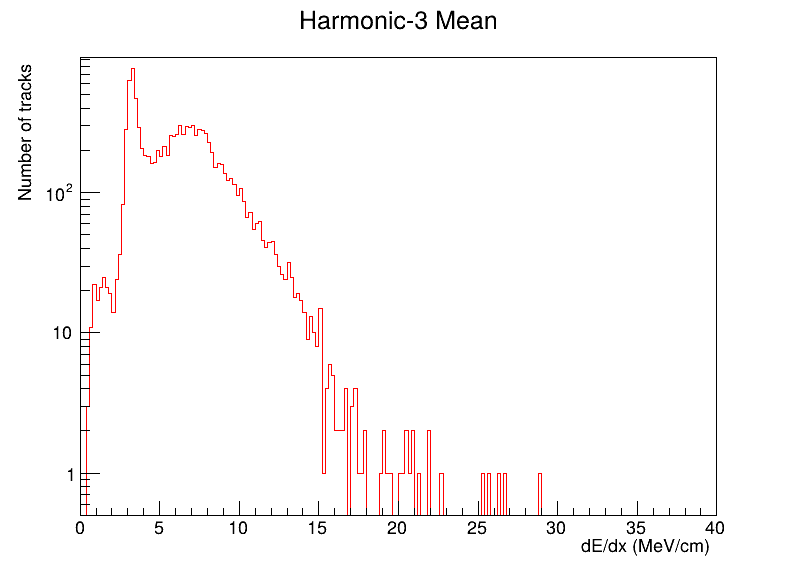 Harmonic-3 Mean
Number of tracks
10²
10
1
0 5 10 15 20 25 30 35 40
dE/dx (MeV/cm)